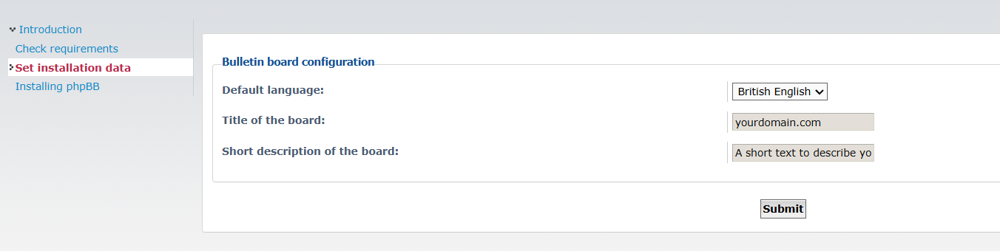 Introduction
Check requirements
Set installation data
Installing phpBB
Bulletin board configuration
Default language:
British English
Title of the board:
yourdomain.com
Short description of the board:
A short text to describe yo
Submit